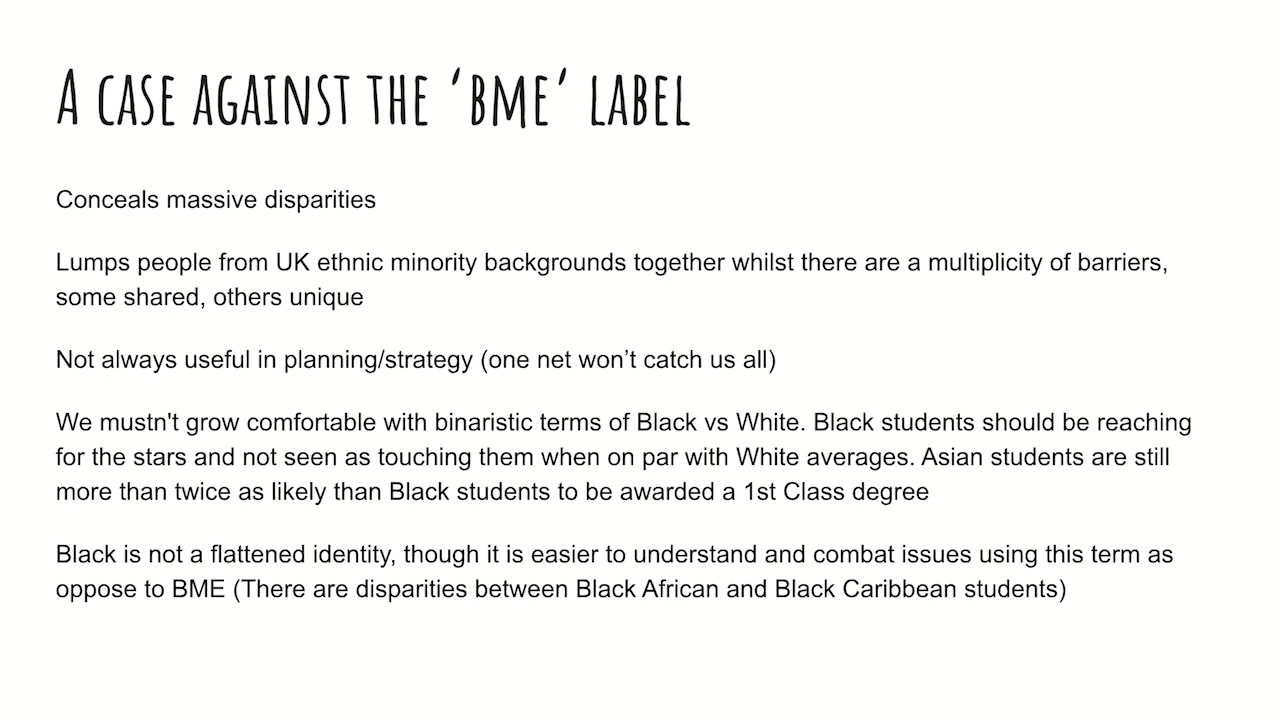 A CASE AGAINST THE ‘BME’ LABEL
Conceals massive disparities
Lumps people from UK ethnic minority backgrounds together whilst there are a multiplicity of barriers,
some shared, others unique
Not always useful in planning/strategy (one net won’t catch us all)
We mustn't grow comfortable with binaristic terms of Black vs White. Black students should be reaching
for the stars and not seen as touching them when on par with White averages. Asian students are still
more than twice as likely than Black students to be awarded a 1st Class degree
Black is not a flattened identity, though it is easier to understand and combat issues using this term as
oppose to BME (There are disparities between Black African and Black Caribbean students)